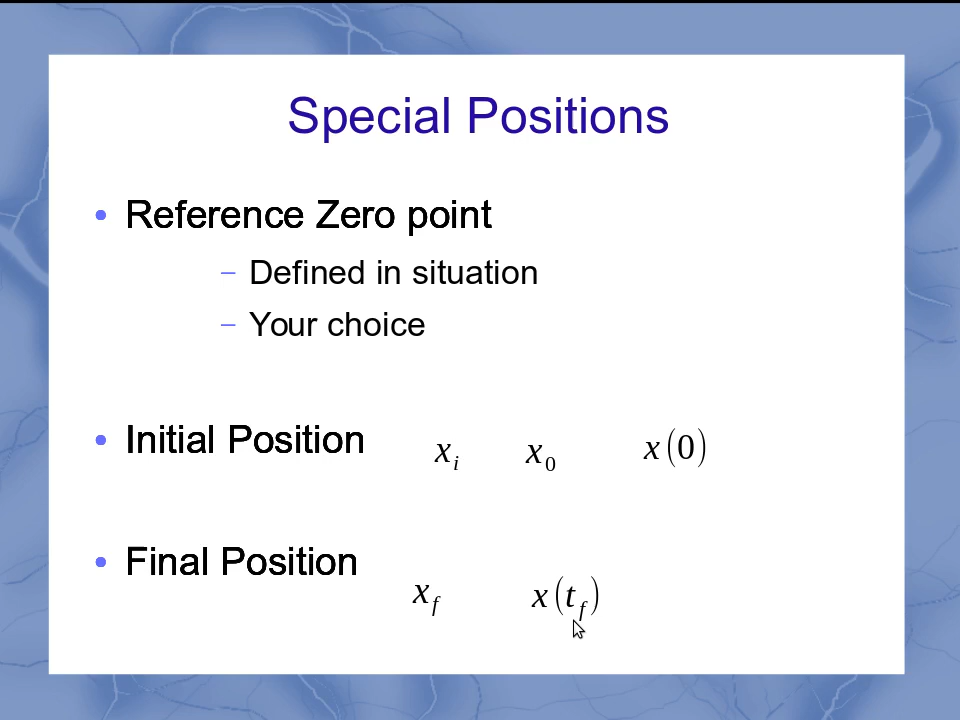 Special Positions
• Reference Zero point
– Defined in situation
– Your choice
• Initial Position x_i x_0 x(0)
• Final Position x_f x(t_f)